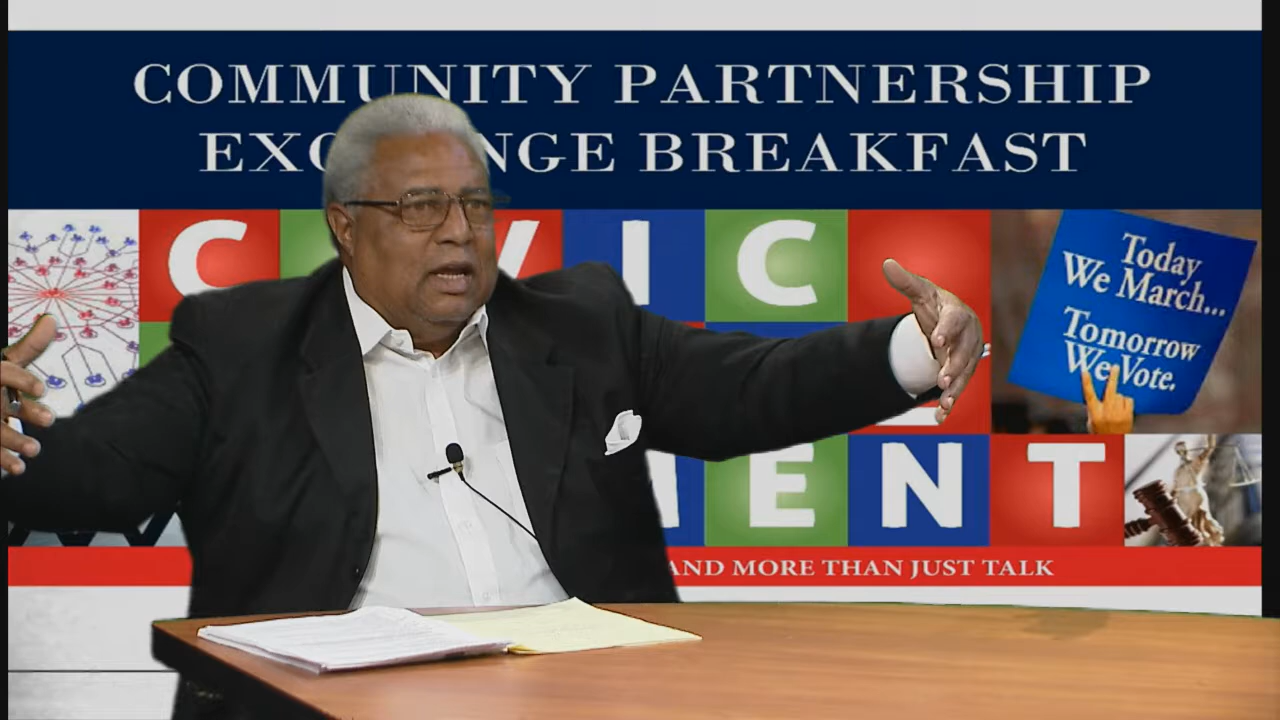 COMMUNITY PARTNERSHIP
EXC NGE BREAKFAST
C VIC
Today
We March...
Tomorrow
We Vote.
ENT
AND MORE THAN JUST TALK